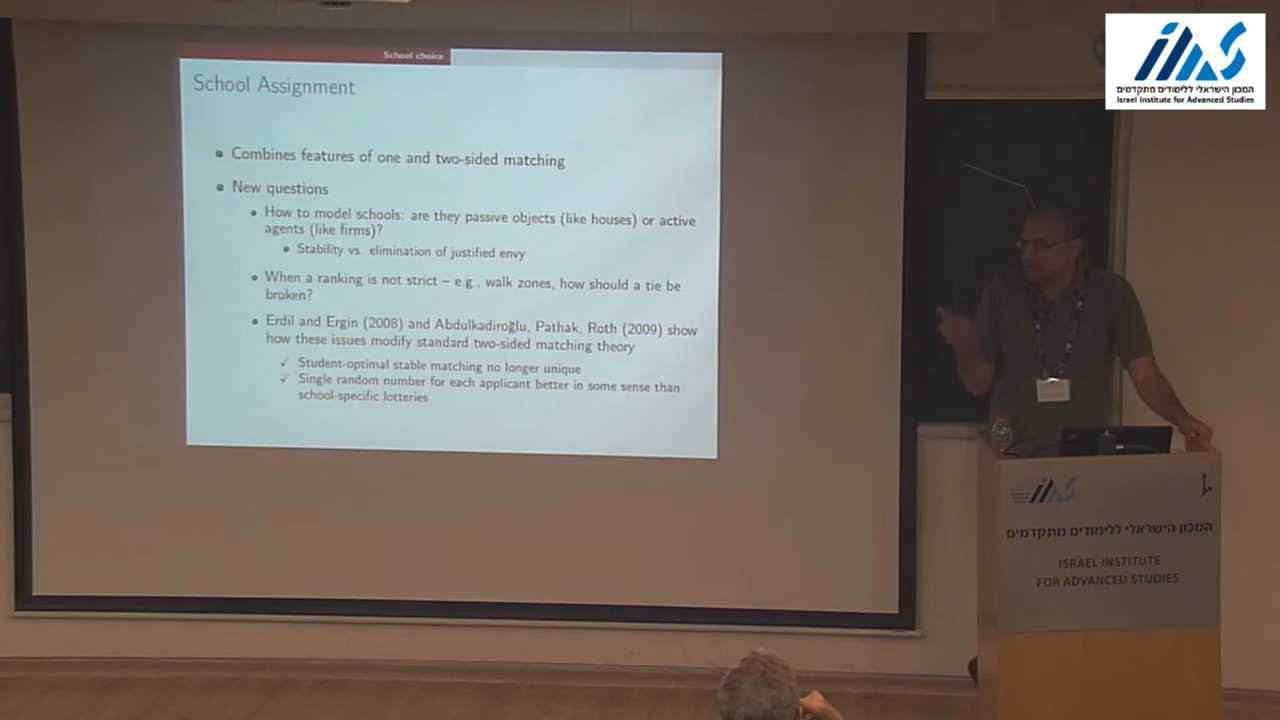 School choice
School Assignment
Combines features of one and two-sided matching
New questions
How to model schools: are they passive objects (like houses) or active
agents (like firms)?
Stability vs. elimination of justified envy
When a ranking is not strict – e.g., walk zones, how should a tie be
broken?
Erdil and Ergin (2008) and Abdulkadiroğlu, Pathak, Roth (2009) show
how these issues modify standard two-sided matching theory
✓ Student-optimal stable matching no longer unique
✓ Single random number for each applicant better in some sense than
school-specific lotteries
המכון הישראלי ללימודים מתקדמים
Israel Institute for Advanced Studies
המכון הישראלי ללימודים מתקדמים
ISRAEL INSTITUTE
FOR ADVANCED STUDIES